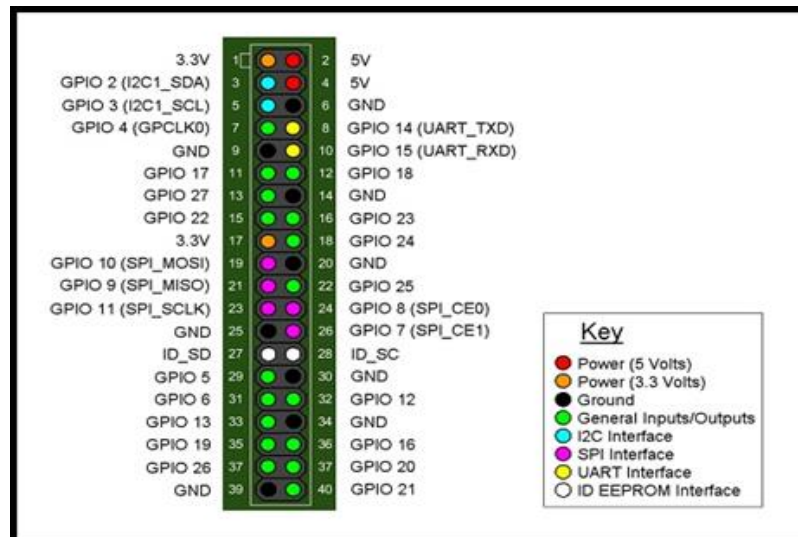 3.3V 1 2 5V
GPIO 2 (I2C1_SDA) 3 4 5V
GPIO 3 (I2C1_SCL) 5 6 GND
GPIO 4 (GPCLK0) 7 8 GPIO 14 (UART_TXD)
GND 9 10 GPIO 15 (UART_RXD)
GPIO 17 11 12 GPIO 18
GPIO 27 13 14 GND
GPIO 22 15 16 GPIO 23
3.3V 17 18 GPIO 24
GPIO 10 (SPI_MOSI) 19 20 GND
GPIO 9 (SPI_MISO) 21 22 GPIO 25
GPIO 11 (SPI_SCLK) 23 24 GPIO 8 (SPI_CE0)
GND 25 26 GPIO 7 (SPI_CE1)
ID_SD 27 28 ID_SC
GPIO 5 29 30 GND
GPIO 6 31 32 GPIO 12
GPIO 13 33 34 GND
GPIO 19 35 36 GPIO 16
GPIO 26 37 37 GPIO 20
GND 39 40 GPIO 21
Key
Power (5 Volts)
Power (3.3 Volts)
Ground
General Inputs/Outputs
I2C Interface
SPI Interface
UART Interface
ID EEPROM Interface